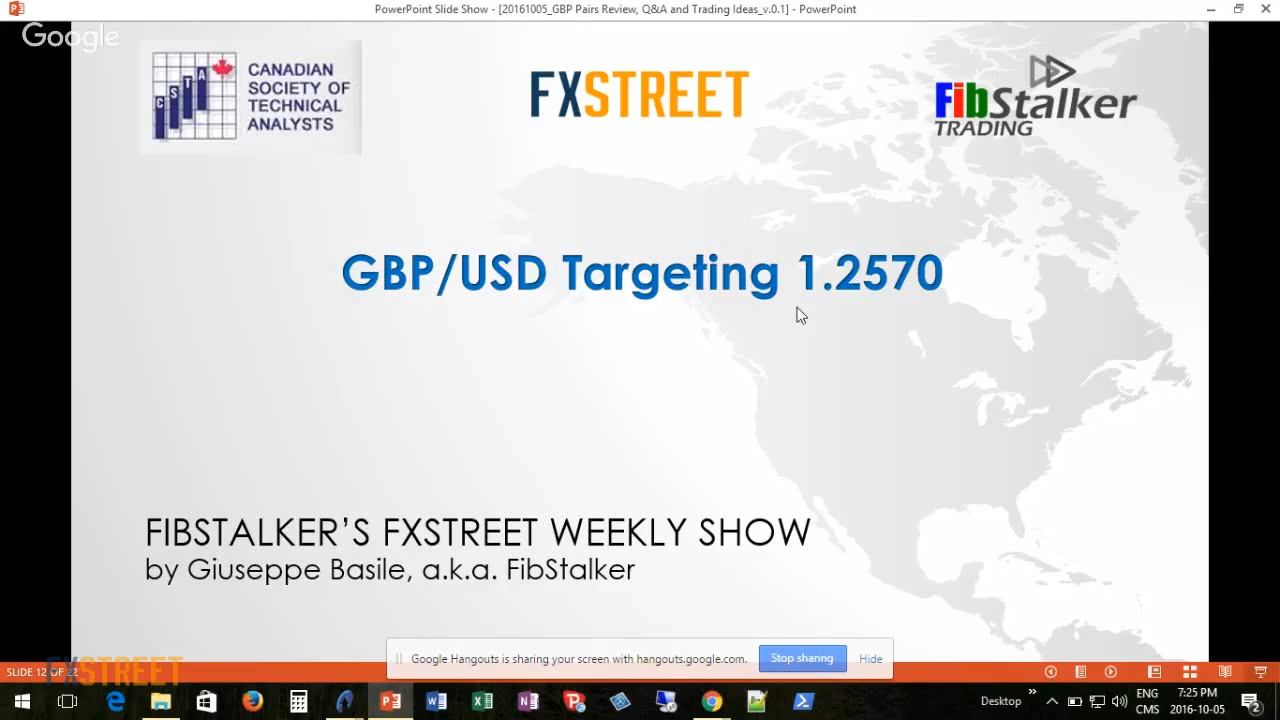 PowerPoint Slide Show - [20161005_GBP Pairs Review, Q&A and Trading Ideas_v.0.1] - PowerPoint
Google
CSTA
CANADIAN
SOCIETY OF
TECHNICAL
ANALYSTS
FXSTREET
FibStalker
TRADING
GBP/USD Targeting 1.2570
FIBSTALKER'S FXSTREET WEEKLY SHOW
by Giuseppe Basile, a.k.a. FibStalker
Google Hangouts is sharing your screen with hangouts.google.com.
Stop sharing
Hide
SLIDE 12 OF 22
FXSTREET
Desktop
ENG
CMS
7:25 PM
2016-10-05
2